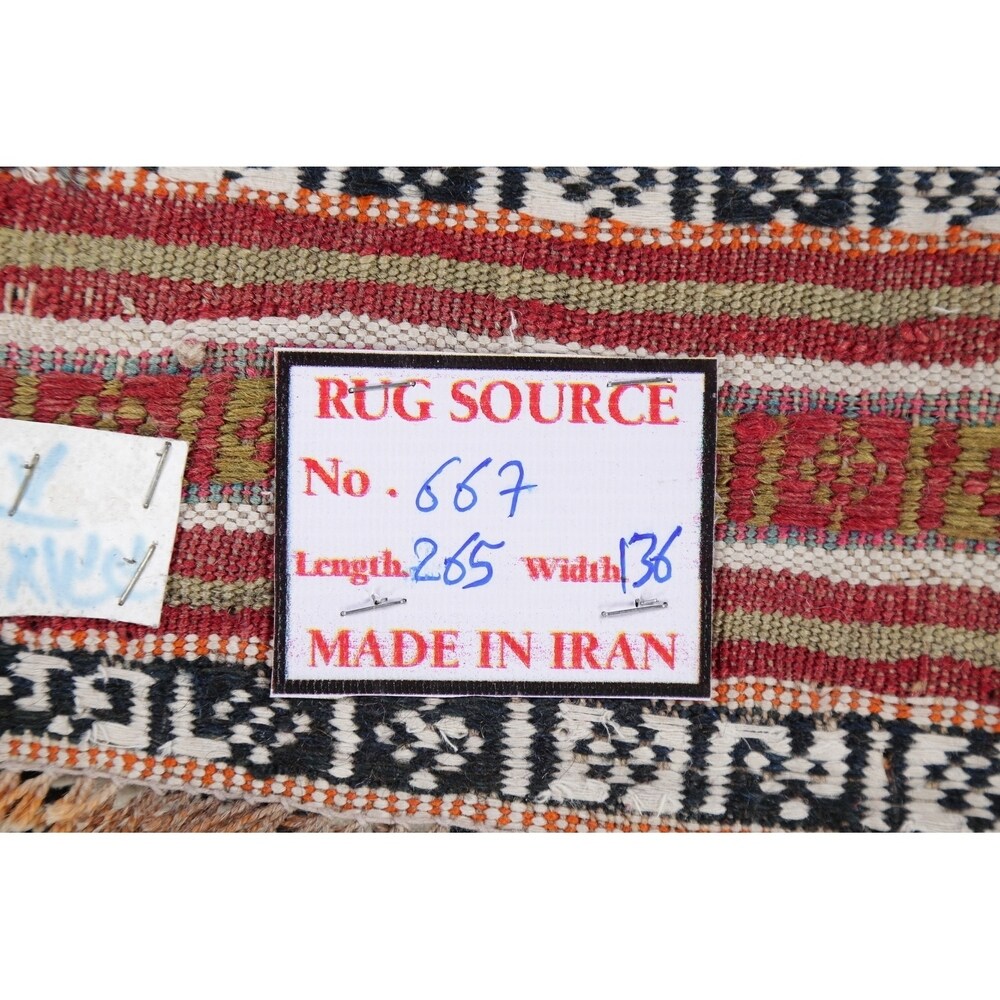 RUG SOURCE
No. 667
Length. 265 Width 136
MADE IN IRAN